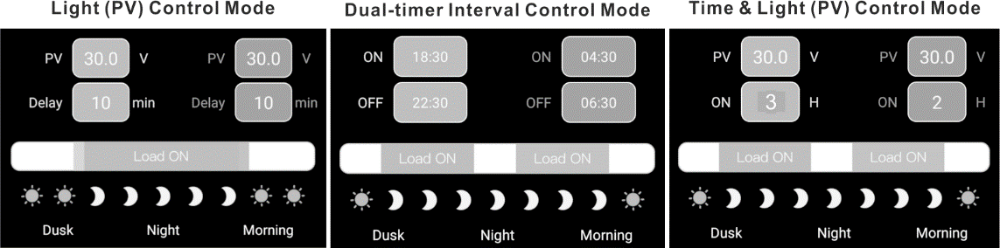 Light (PV) Control Mode
PV 30.0 V PV 30.0 V
Delay 10 min Delay 10 min
Load ON
Dusk Night Morning
Dual-timer Interval Control Mode
ON 18:30 ON 04:30
OFF 22:30 OFF 06:30
Load ON Load ON
Dusk Night Morning
Time & Light (PV) Control Mode
PV 30.0 V PV 30.0 V
ON 3 H ON 2 H
Load ON Load ON
Dusk Night Morning